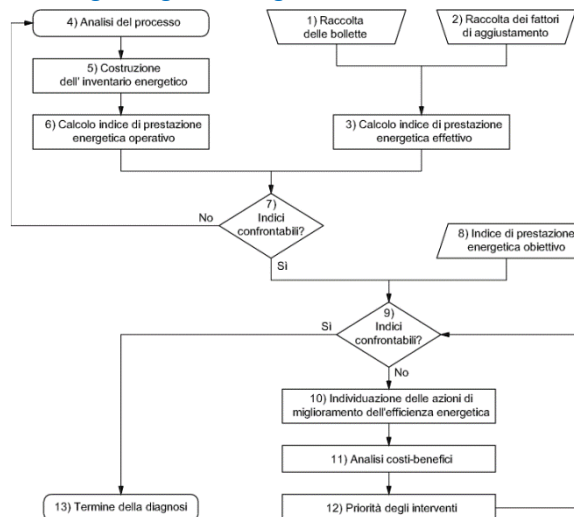 4) Analisi del processo
1) Raccolta
delle bollette
2) Raccolta dei fattori
di aggiustamento
5) Costruzione
dell' inventario energetico
6) Calcolo indice di prestazione
energetica operativo
3) Calcolo indice di prestazione
energetica effettivo
7)
Indici
confrontabili?
No
Sì
8) Indice di prestazione
energetica obiettivo
9)
Indici
confrontabili?
Sì
No
10) Individuazione delle azioni di
miglioramento dell'efficienza energetica
11) Analisi costi-benefici
13) Termine della diagnosi
12) Priorità degli interventi